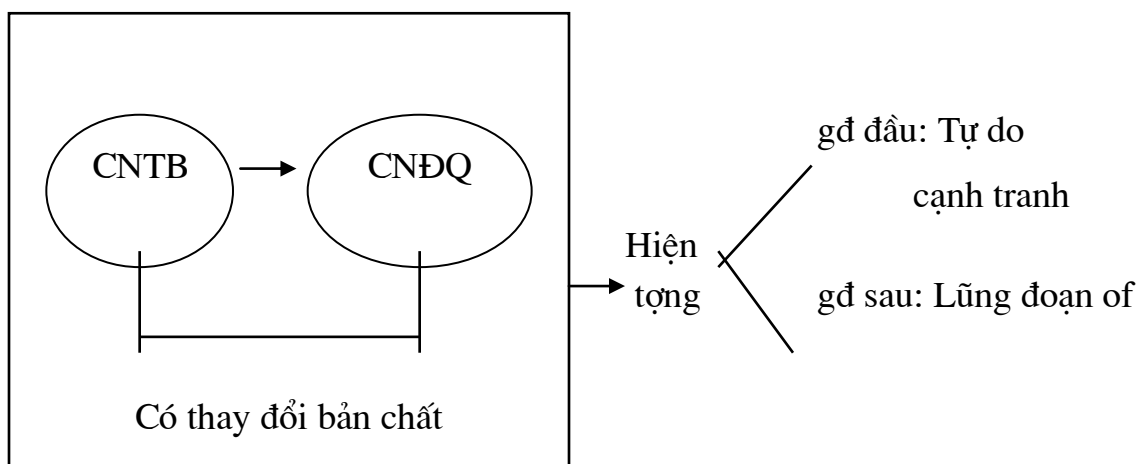 CNTB
CNĐQ
Có thay đổi bản chất
Hiện
tợng
gđ đầu: Tự do
cạnh tranh
gđ sau: Lũng đoạn of